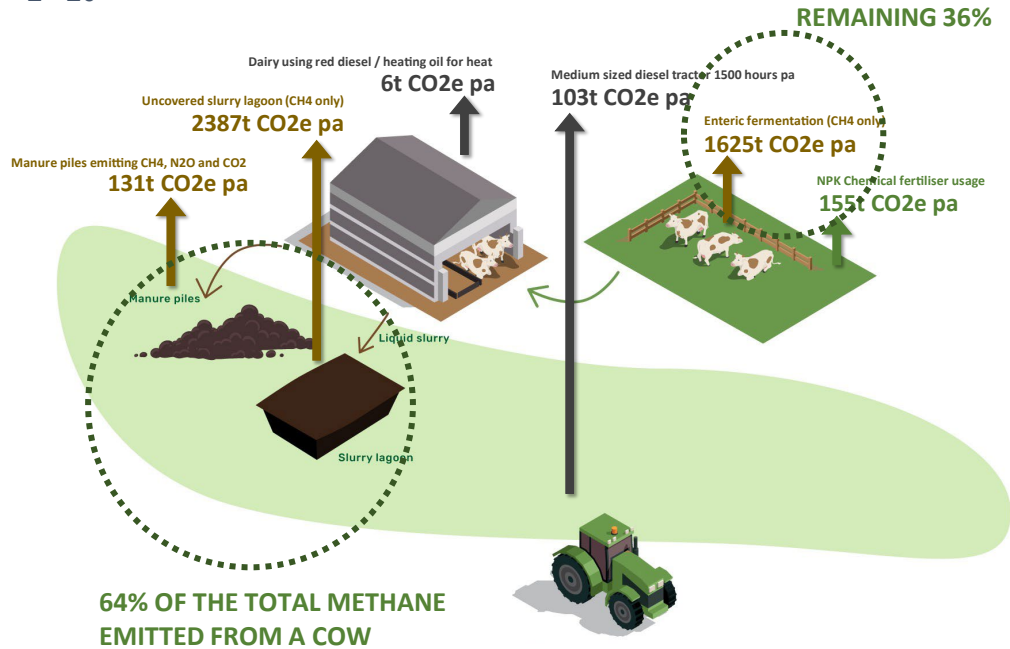 REMAINING 36%
Dairy using red diesel / heating oil for heat
6t CO2e pa
Medium sized diesel tractor 1500 hours pa
103t CO2e pa
Uncovered slurry lagoon (CH4 only)
2387t CO2e pa
Enteric fermentation (CH4 only)
1625t CO2e pa
Manure piles emitting CH4, N2O and CO2
131t CO2e pa
NPK Chemical fertiliser usage
155t CO2e pa
Manure piles
Liquid slurry
Slurry lagoon
64% OF THE TOTAL METHANE
EMITTED FROM A COW